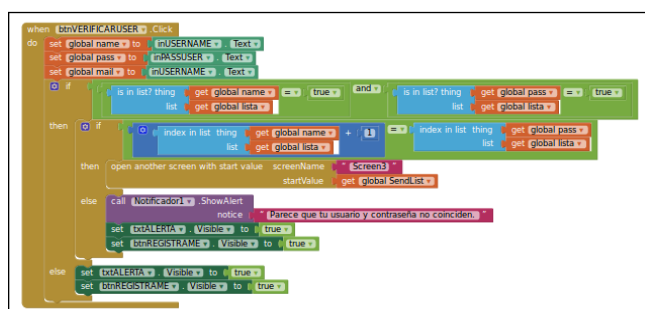 when btnVERIFICARUSER .Click
do set global name to inUSERNAME . Text
set global pass to inPASSUSER . Text
set global mail to inUSERNAME . Text
if is in list? thing get global name = true and is in list? thing get global pass = true
list get global lista list get global lista
then if index in list thing get global name + 1 = index in list thing get global pass
list get global lista list get global lista
then open another screen with start value screenName " Screen3 "
startValue get global SendList
else call Notificador1 .ShowAlert
notice " Parece que tu usuario y contraseña no coinciden. "
set txtALERTA . Visible to true
set btnREGISTRAME . Visible to true
else set txtALERTA . Visible to true
set btnREGISTRAME . Visible to true